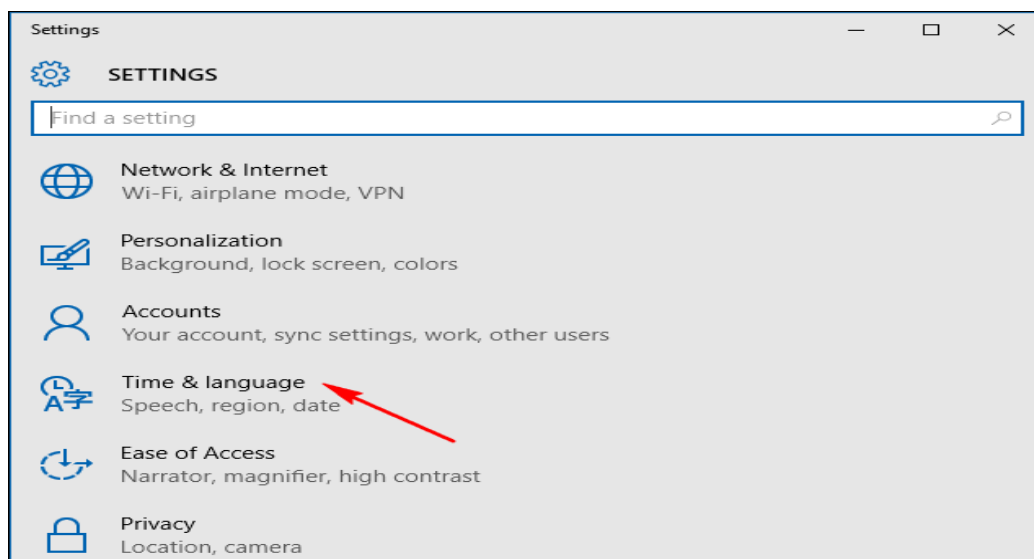 Settings
SETTINGS
Find a setting
Network & Internet
Wi-Fi, airplane mode, VPN
Personalization
Background, lock screen, colors
Accounts
Your account, sync settings, work, other users
Time & language
Speech, region, date
Ease of Access
Narrator, magnifier, high contrast
Privacy
Location, camera